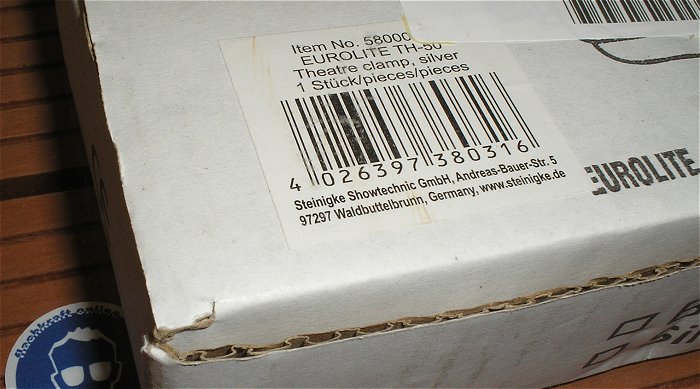 Item No. 58000
EUROLITE TH-50
Theatre clamp, silver
1 Stück/pieces/pieces
4 026397 380316
Steinigke Showtechnic GmbH, Andreas-Bauer-Str. 5
97297 Waldbuttelbrunn, Germany, www.steinigke.de
EUROLITE